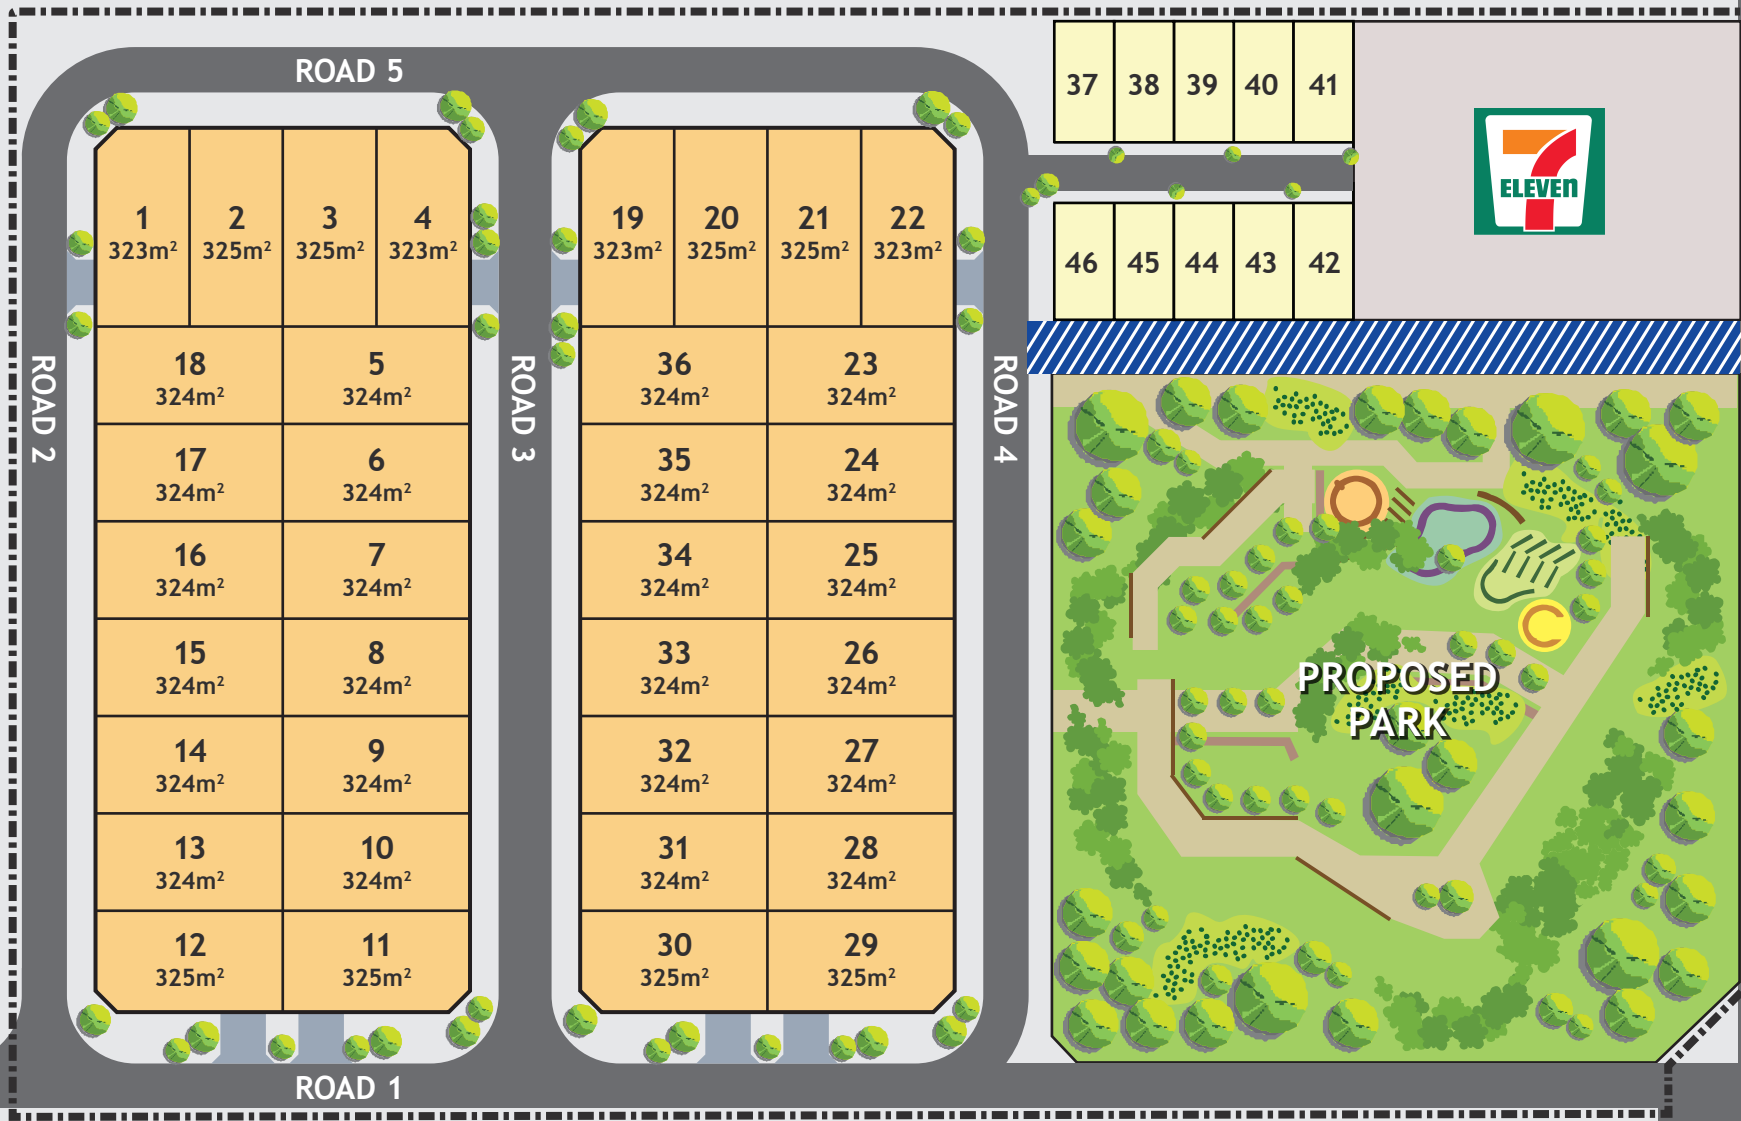 ROAD 5
37 38 39 40 41
7
ELEVEn
1 2 3 4
323m² 325m² 325m² 323m²
19 20 21 22
323m² 325m² 325m² 323m²
46 45 44 43 42
ROAD 2
ROAD 3
ROAD 4
18 5
324m² 324m²
17 6
324m² 324m²
16 7
324m² 324m²
15 8
324m² 324m²
14 9
324m² 324m²
13 10
324m² 324m²
12 11
325m² 325m²
36 23
324m² 324m²
35 24
324m² 324m²
34 25
324m² 324m²
33 26
324m² 324m²
32 27
324m² 324m²
31 28
324m² 324m²
30 29
325m² 325m²
PROPOSED
PARK
ROAD 1